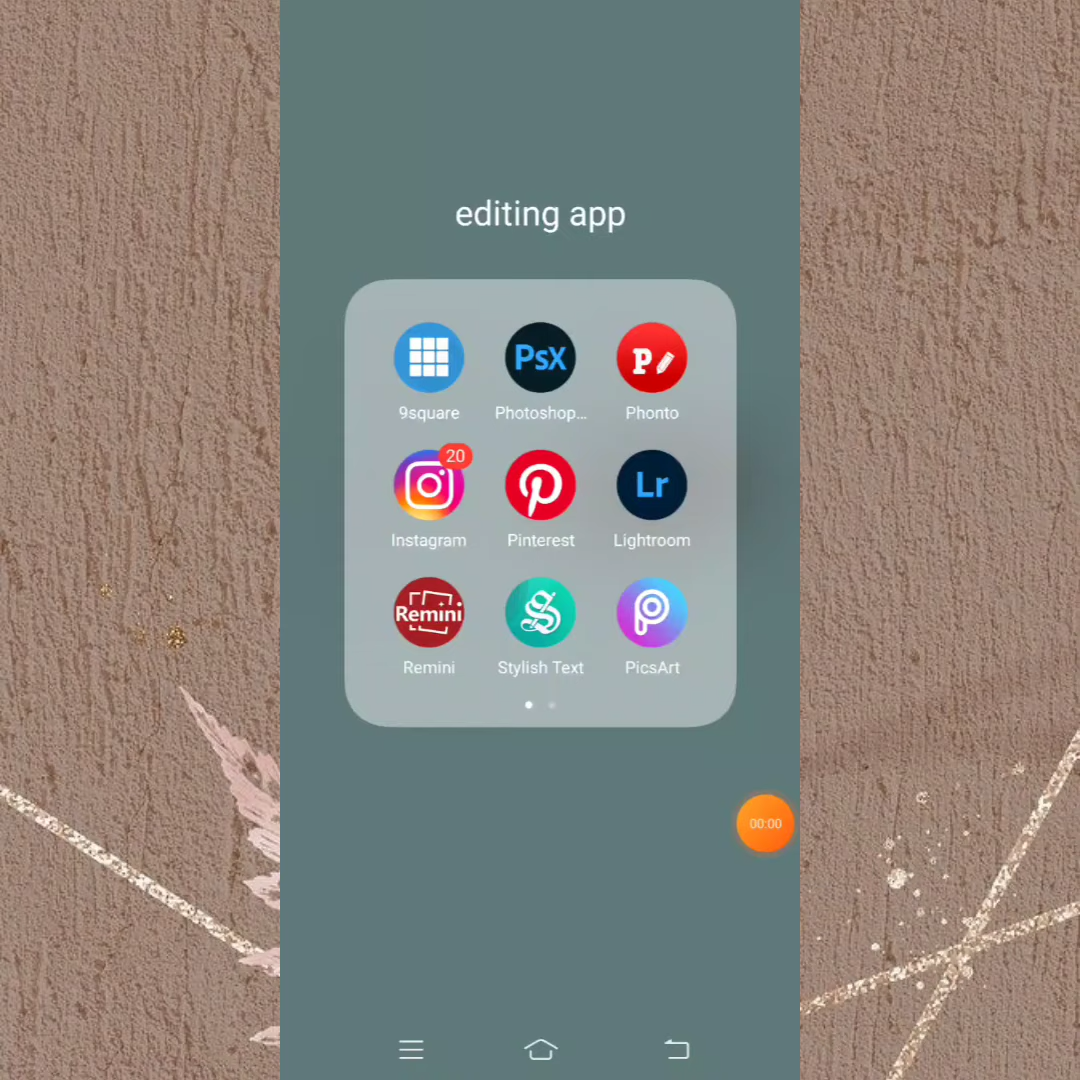 editing app
PsX
P
9square
Photoshop...
Phonto
20
Lr
Instagram
Pinterest
Lightroom
Remini
S
Remini
Stylish Text
PicsArt
00:00